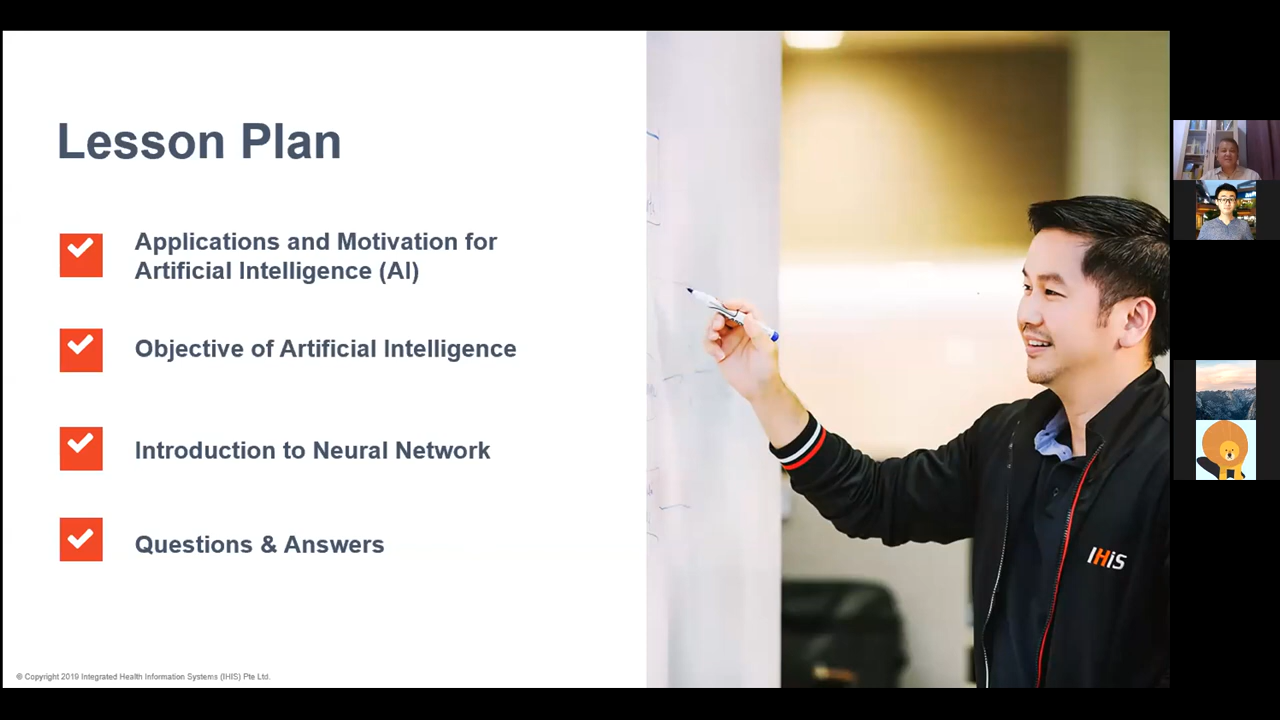 Lesson Plan
Applications and Motivation for
Artificial Intelligence (AI)
Objective of Artificial Intelligence
Introduction to Neural Network
Questions & Answers
IHiS
© Copyright 2019 Integrated Health Information Systems (IHIS) Pte Ltd.